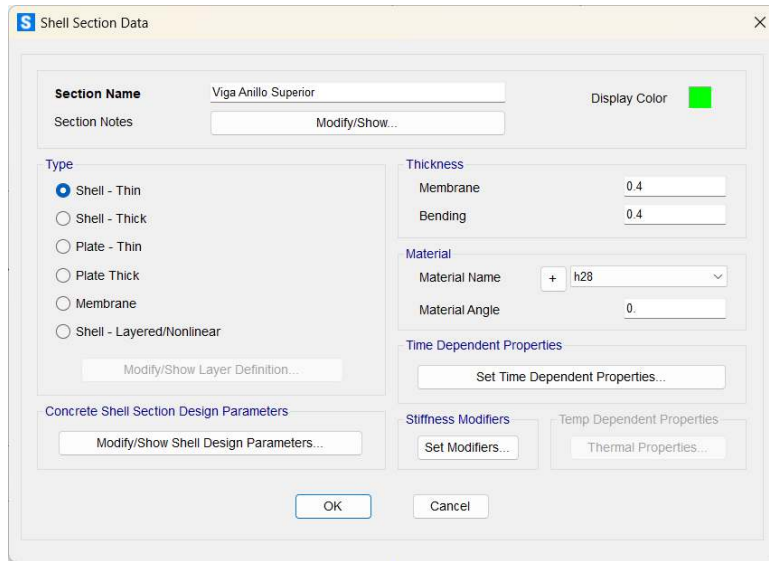 S Shell Section Data
Section Name Viga Anillo Superior Display Color
Section Notes Modify/Show...
Type
Shell - Thin
Shell - Thick
Plate - Thin
Plate Thick
Membrane
Shell - Layered/Nonlinear
Modify/Show Layer Definition...
Concrete Shell Section Design Parameters
Modify/Show Shell Design Parameters...
Thickness
Membrane 0.4
Bending 0.4
Material
Material Name + h28
Material Angle 0.
Time Dependent Properties
Set Time Dependent Properties...
Stiffness Modifiers
Set Modifiers...
Temp Dependent Properties
Thermal Properties...
OK Cancel